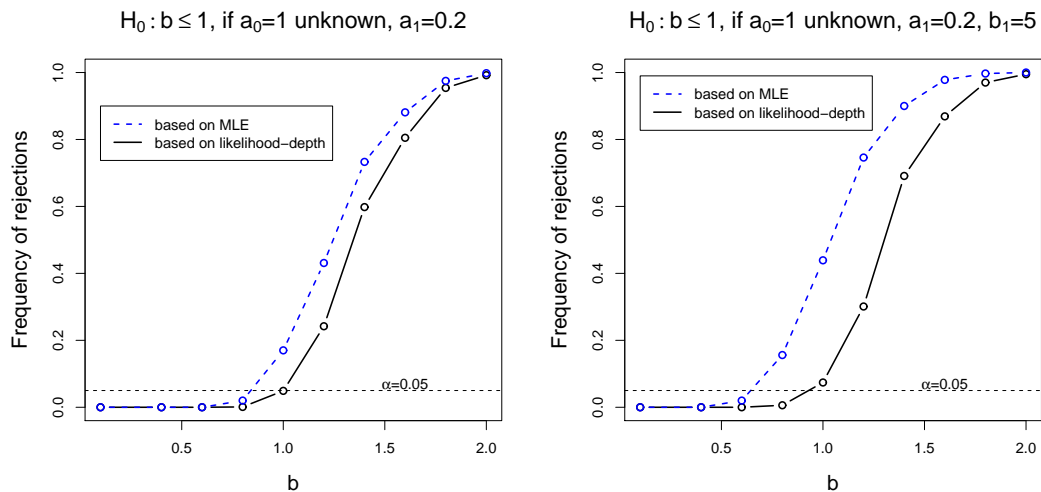 H₀ : b ≤ 1, if a₀=1 unknown, a₁=0.2
1.0
0.8
0.6
0.4
0.2
0.0
Frequency of rejections
based on MLE
based on likelihood−depth
α=0.05
0.5
1.0
1.5
2.0
b
H₀ : b ≤ 1, if a₀=1 unknown, a₁=0.2, b₁=5
1.0
0.8
0.6
0.4
0.2
0.0
Frequency of rejections
based on MLE
based on likelihood−depth
α=0.05
0.5
1.0
1.5
2.0
b